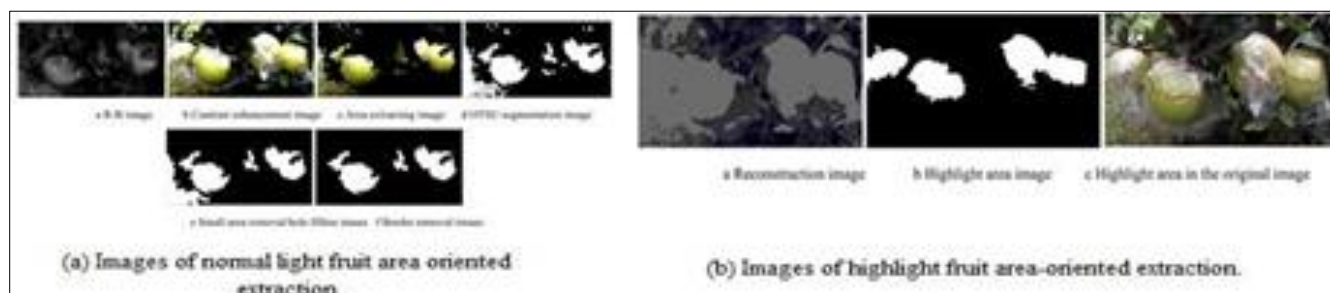 a R-B image b Contrast enhancement image c Area extracting image d OTSU segmentation image
e Small area removal hole filling image f Border removal image
(a) Images of normal light fruit area oriented
extraction.
a Reconstruction image b Highlight area image c Highlight area in the original image
(b) Images of highlight fruit area-oriented extraction.